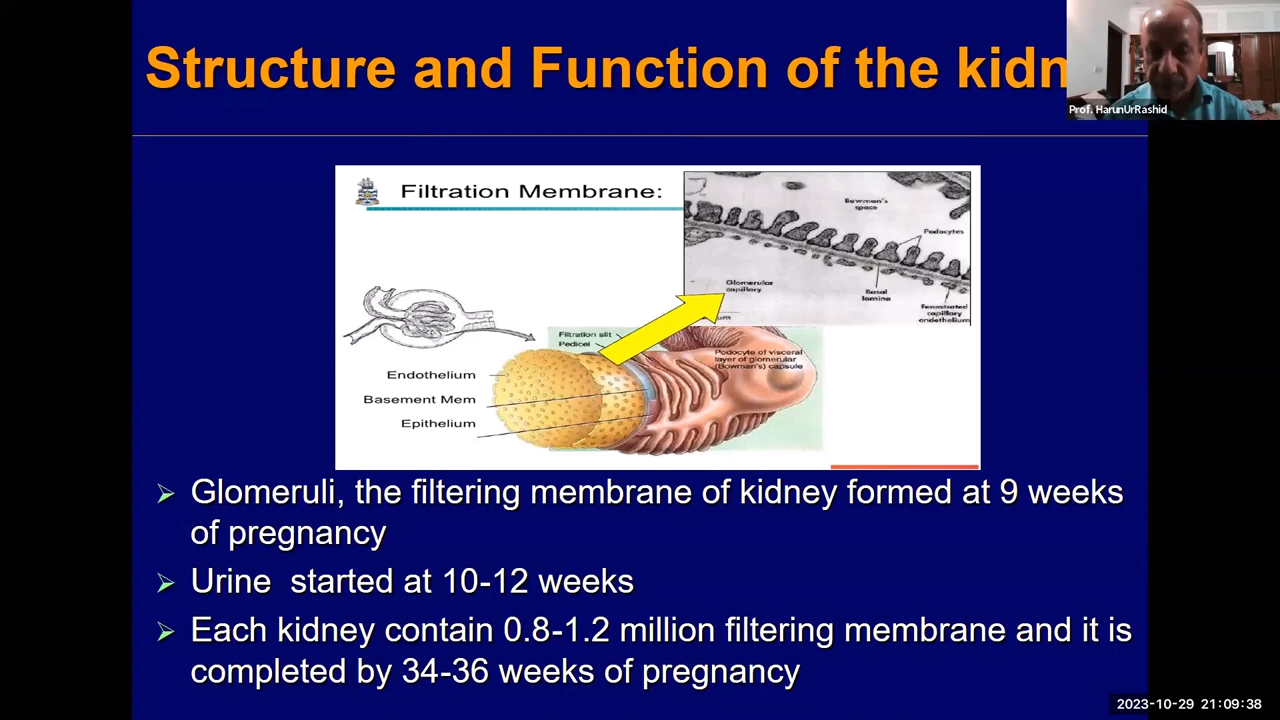 Structure and Function of the kidn
Prof. HarunUrRashid
Filtration Membrane:
Bowman's
space
Podocytes
Glomerular
capillary
Basal
lamina
Fenestrated
capillary
endothelium
um
Filtration slit
Pedicel
Podocyte of visceral
layer of glomerular
(Bowman's) capsule
Endothelium
Basement Mem
Epithelium
Glomeruli, the filtering membrane of kidney formed at 9 weeks
of pregnancy
Urine started at 10-12 weeks
Each kidney contain 0.8-1.2 million filtering membrane and it is
completed by 34-36 weeks of pregnancy
2023-10-29 21:09:38